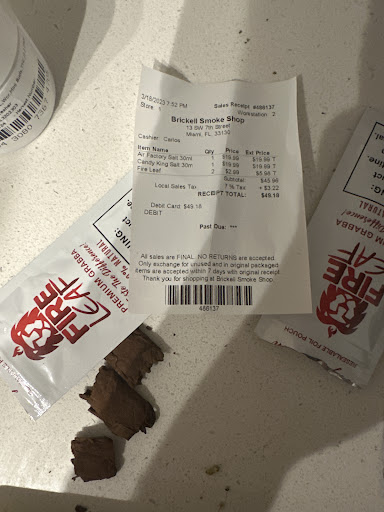 3/18/2023 7:52 PM
Store: 1
Sales Receipt #486137
Workstation: 2
Brickell Smoke Shop
13 SW 7th Street
Miami, FL, 33130
Cashier: Carlos
Item Name Qty Price Ext Price
Air Factory Salt 30ml 1 $19.99 $19.99 T
Candy King Salt 30m 1 $19.99 $19.99 T
Fire Leaf 2 $2.99 $5.98 T
Subtotal: $45.96
Local Sales Tax 7 % Tax + $3.22
RECEIPT TOTAL: $49.18
Debit Card: $49.18
DEBIT
Past Due: ***
All sales are FINAL. NO RETURNS are accepted.
Only exchange for unused and in original packaged
items are accepted within 7 days with original receipt.
Thank you for shopping at Brickell Smoke Shop.
486137
FIRE
LEAF
PREMIUM GRABBA
FIRE
LEAF
RESEALABLE FOIL POUCH